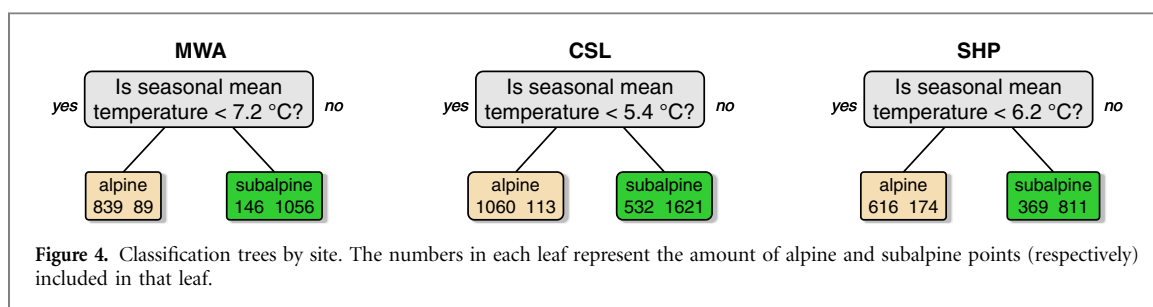 MWA
Is seasonal mean
temperature < 7.2 °C?
yes
no
alpine
839 89
subalpine
146 1056
CSL
Is seasonal mean
temperature < 5.4 °C?
yes
no
alpine
1060 113
subalpine
532 1621
SHP
Is seasonal mean
temperature < 6.2 °C?
yes
no
alpine
616 174
subalpine
369 811
Figure 4. Classification trees by site. The numbers in each leaf represent the amount of alpine and subalpine points (respectively)
included in that leaf.